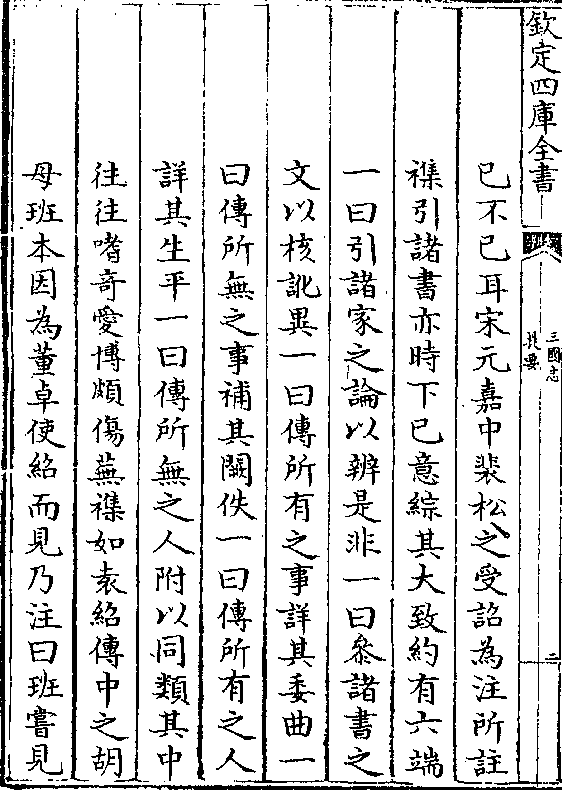 欽定四庫全書
三國志
提要
二
已不已耳宋元嘉中裴松之受詔為注所註
襍引諸書亦時下已意綜其大致約有六端
一曰引諸家之論以辨是非一曰叅諸書之
文以核訛異一曰傳所有之事詳其委曲一
曰傳所無之事補其闕佚一曰傳所有之人
詳其生平一曰傳所無之人附以同類其中
往往嗜竒愛博頗傷蕪襍如袁紹傳中之胡
母班本因為董卓使紹而見乃注曰班嘗見